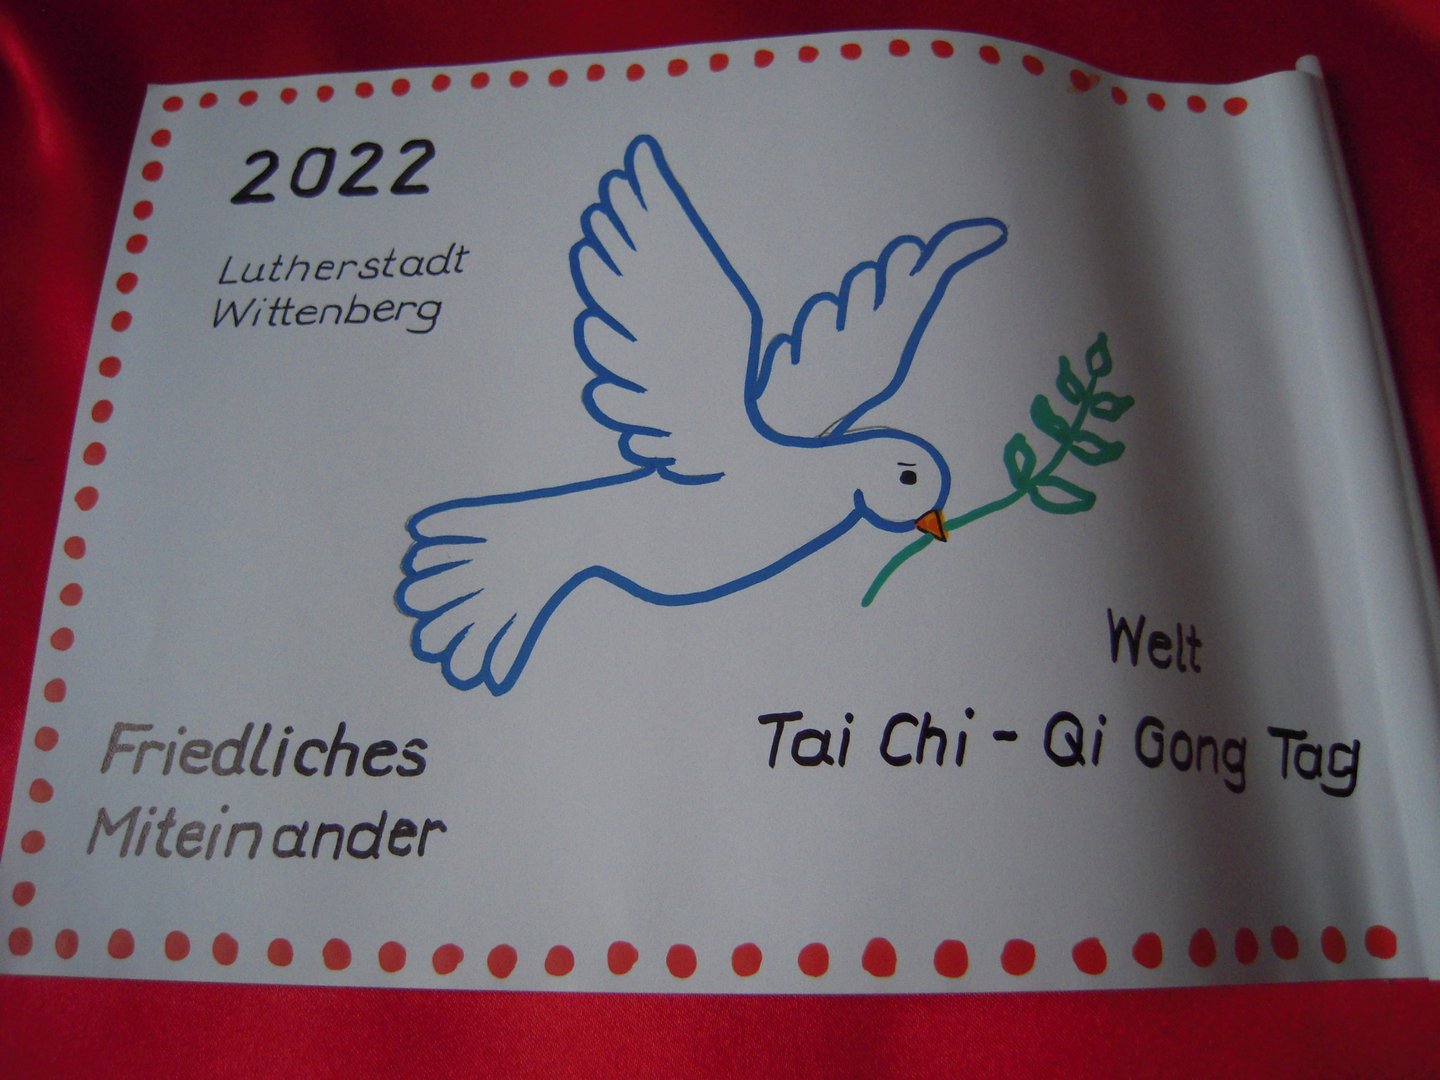 2022
Lutherstadt
Wittenberg
Welt
Tai Chi - Qi Gong Tag
Friedliches
Miteinander